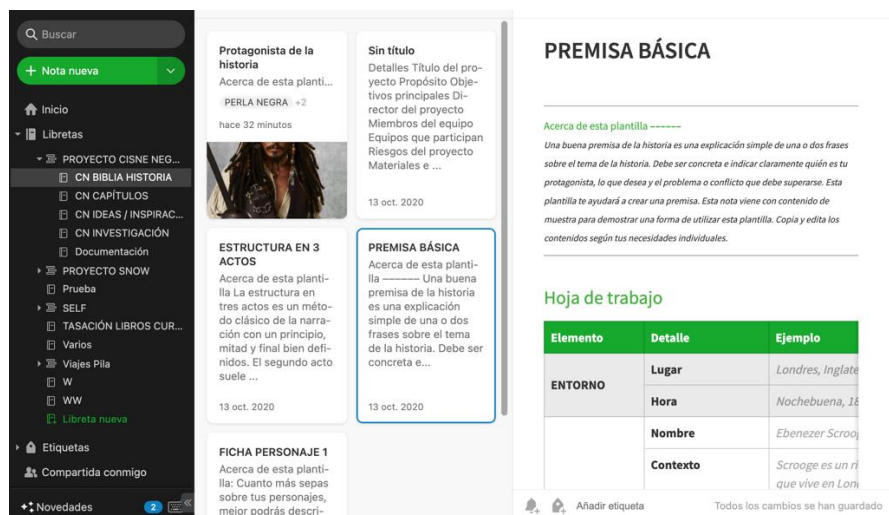 Buscar
+ Nota nueva
Inicio
Libretas
PROYECTO CISNE NEG...
CN BIBLIA HISTORIA
CN CAPÍTULOS
CN IDEAS / INSPIRAC...
CN INVESTIGACIÓN
Documentación
PROYECTO SNOW
Prueba
SELF
TASACIÓN LIBROS CUR...
Varios
Viajes Pila
W
WW
Libreta nueva
Etiquetas
Compartida conmigo
Novedades 2
Protagonista de la
historia
Acerca de esta planti...
PERLA NEGRA +2
hace 32 minutos
Sin título
Detalles Título del pro-
yecto Propósito Obje-
tivos principales Di-
rector del proyecto
Miembros del equipo
Equipos que participan
Riesgos del proyecto
Materiales e ...
13 oct. 2020
ESTRUCTURA EN 3
ACTOS
Acerca de esta planti-
lla La estructura en
tres actos es un méto-
do clásico de la narra-
ción con un principio,
mitad y final bien defi-
nidos. El segundo acto
suele ...
13 oct. 2020
PREMISA BÁSICA
Acerca de esta planti-
lla —––––– Una buena
premisa de la historia
es una explicación
simple de una o dos
frases sobre el tema
de la historia. Debe ser
concreta e...
13 oct. 2020
FICHA PERSONAJE 1
Acerca de esta planti-
lla: Cuanto más sepas
sobre tus personajes,
mejor podrás descri-
PREMISA BÁSICA
Acerca de esta plantilla —–––––
Una buena premisa de la historia es una explicación simple de una o dos frases
sobre el tema de la historia. Debe ser concreta e indicar claramente quién es tu
protagonista, lo que desea y el problema o conflicto que debe superarse. Esta
plantilla te ayudará a crear una premisa. Esta nota viene con contenido de
muestra para demostrar una forma de utilizar esta plantilla. Copia y edita los
contenidos según tus necesidades individuales.
Hoja de trabajo
Elemento Detalle Ejemplo
ENTORNO
Lugar Londres, Inglate
Hora Nochebuena, 18
Nombre Ebenezer Scroo
Contexto Scrooge es un ri
que vive en Lon
Añadir etiqueta Todos los cambios se han guardado